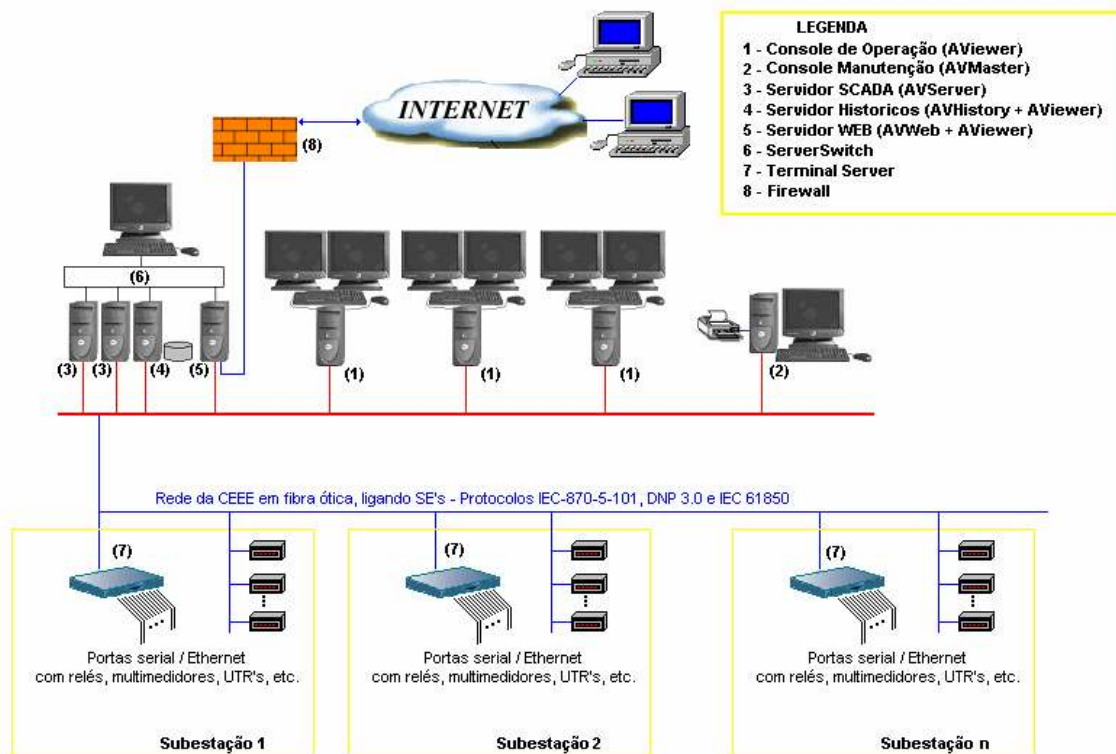 LEGENDA
1 - Console de Operação (AViewer)
2 - Console Manutenção (AVMaster)
3 - Servidor SCADA (AVServer)
4 - Servidor Historicos (AVHistory + AViewer)
5 - Servidor WEB (AVWeb + AViewer)
6 - ServerSwitch
7 - Terminal Server
8 - Firewall
INTERNET
(8)
(6)
(3)
(3)
(4)
(5)
(1)
(1)
(1)
(2)
Rede da CEEE em fibra ótica, ligando SE's - Protocolos IEC-870-5-101, DNP 3.0 e IEC 61850
(7)
Portas serial / Ethernet
com relés, multimedidores, UTR's, etc.
Subestação 1
(7)
Portas serial / Ethernet
com relés, multimedidores, UTR's, etc.
Subestação 2
(7)
Portas serial / Ethernet
com relés, multimedidores, UTR's, etc.
Subestação n